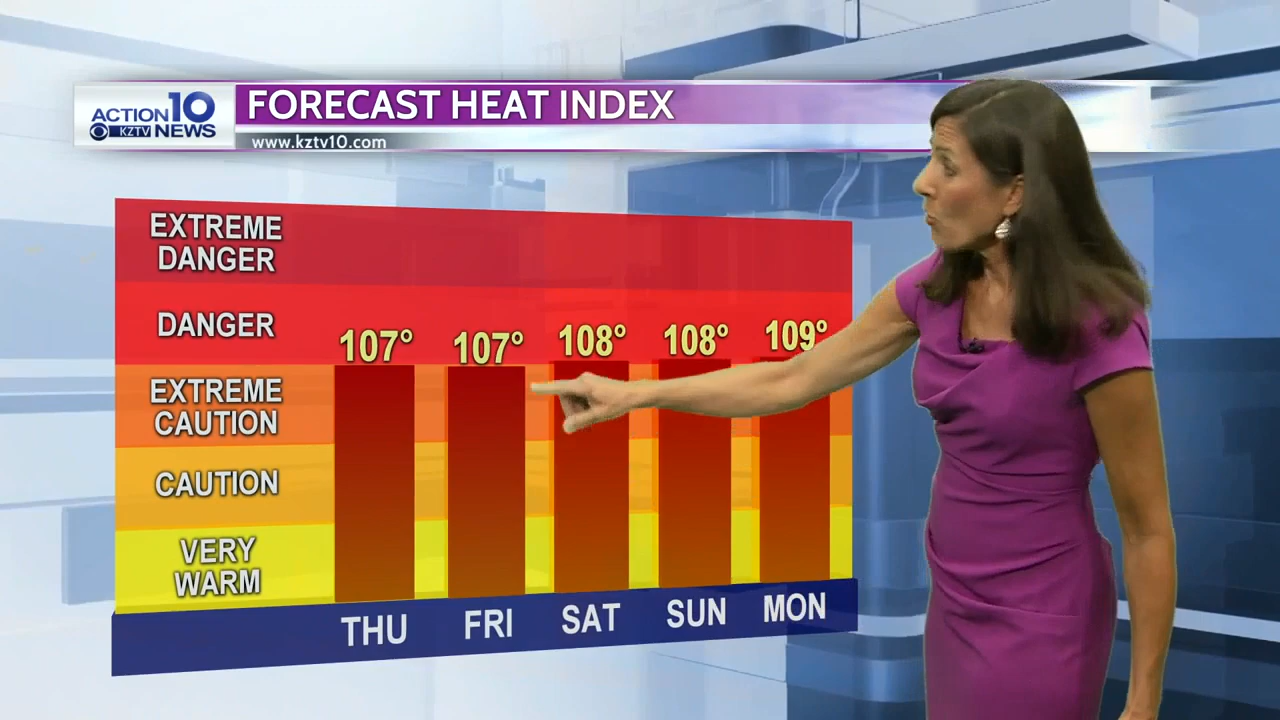 ACTION 10
KZTV NEWS
FORECAST HEAT INDEX
www.kztv10.com
EXTREME
DANGER
DANGER
107° 107° 108° 108° 109°
EXTREME
CAUTION
CAUTION
VERY
WARM
THU FRI SAT SUN MON